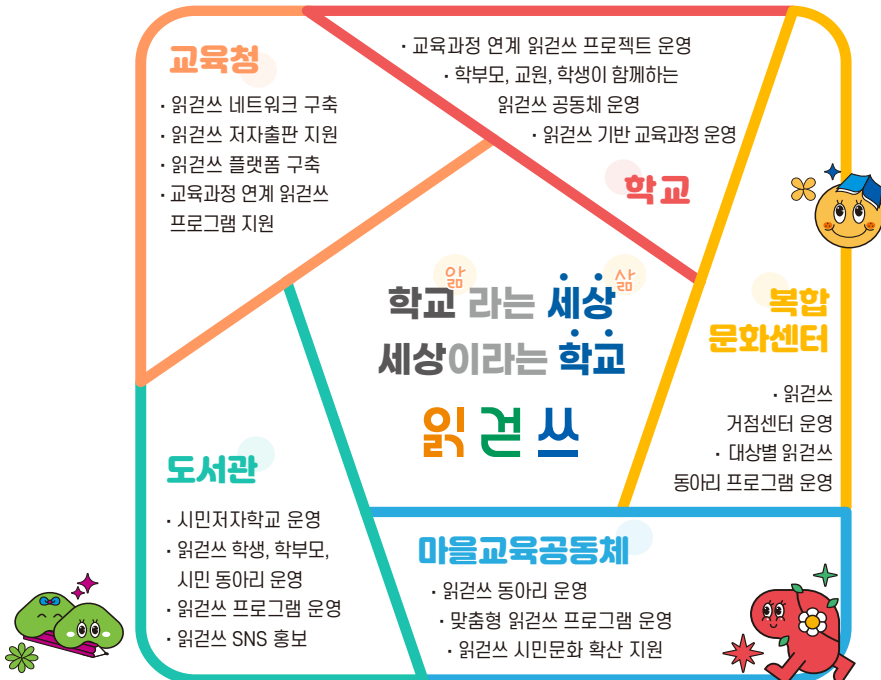 교육청
· 읽걷쓰 네트워크 구축
· 읽걷쓰 저자출판 지원
· 읽걷쓰 플랫폼 구축
· 교육과정 연계 읽걷쓰
프로그램 지원
· 교육과정 연계 읽걷쓰 프로젝트 운영
· 학부모, 교원, 학생이 함께하는
읽걷쓰 공동체 운영
· 읽걷쓰 기반 교육과정 운영
학교
앎 삶
학교 라는 세상
세상이라는 학교
읽 걷 쓰
복합
문화센터
· 읽걷쓰
거점센터 운영
· 대상별 읽걷쓰
동아리 프로그램 운영
도서관
· 시민저자학교 운영
· 읽걷쓰 학생, 학부모,
시민 동아리 운영
· 읽걷쓰 프로그램 운영
· 읽걷쓰 SNS 홍보
마을교육공동체
· 읽걷쓰 동아리 운영
· 맞춤형 읽걷쓰 프로그램 운영
· 읽걷쓰 시민문화 확산 지원